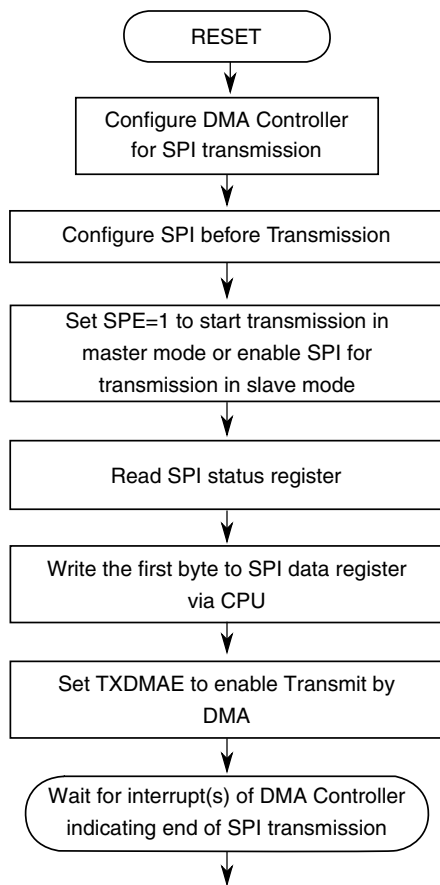 RESET
Configure DMA Controller
for SPI transmission
Configure SPI before Transmission
Set SPE=1 to start transmission in
master mode or enable SPI for
transmission in slave mode
Read SPI status register
Write the first byte to SPI data register
via CPU
Set TXDMAE to enable Transmit by
DMA
Wait for interrupt(s) of DMA Controller
indicating end of SPI transmission